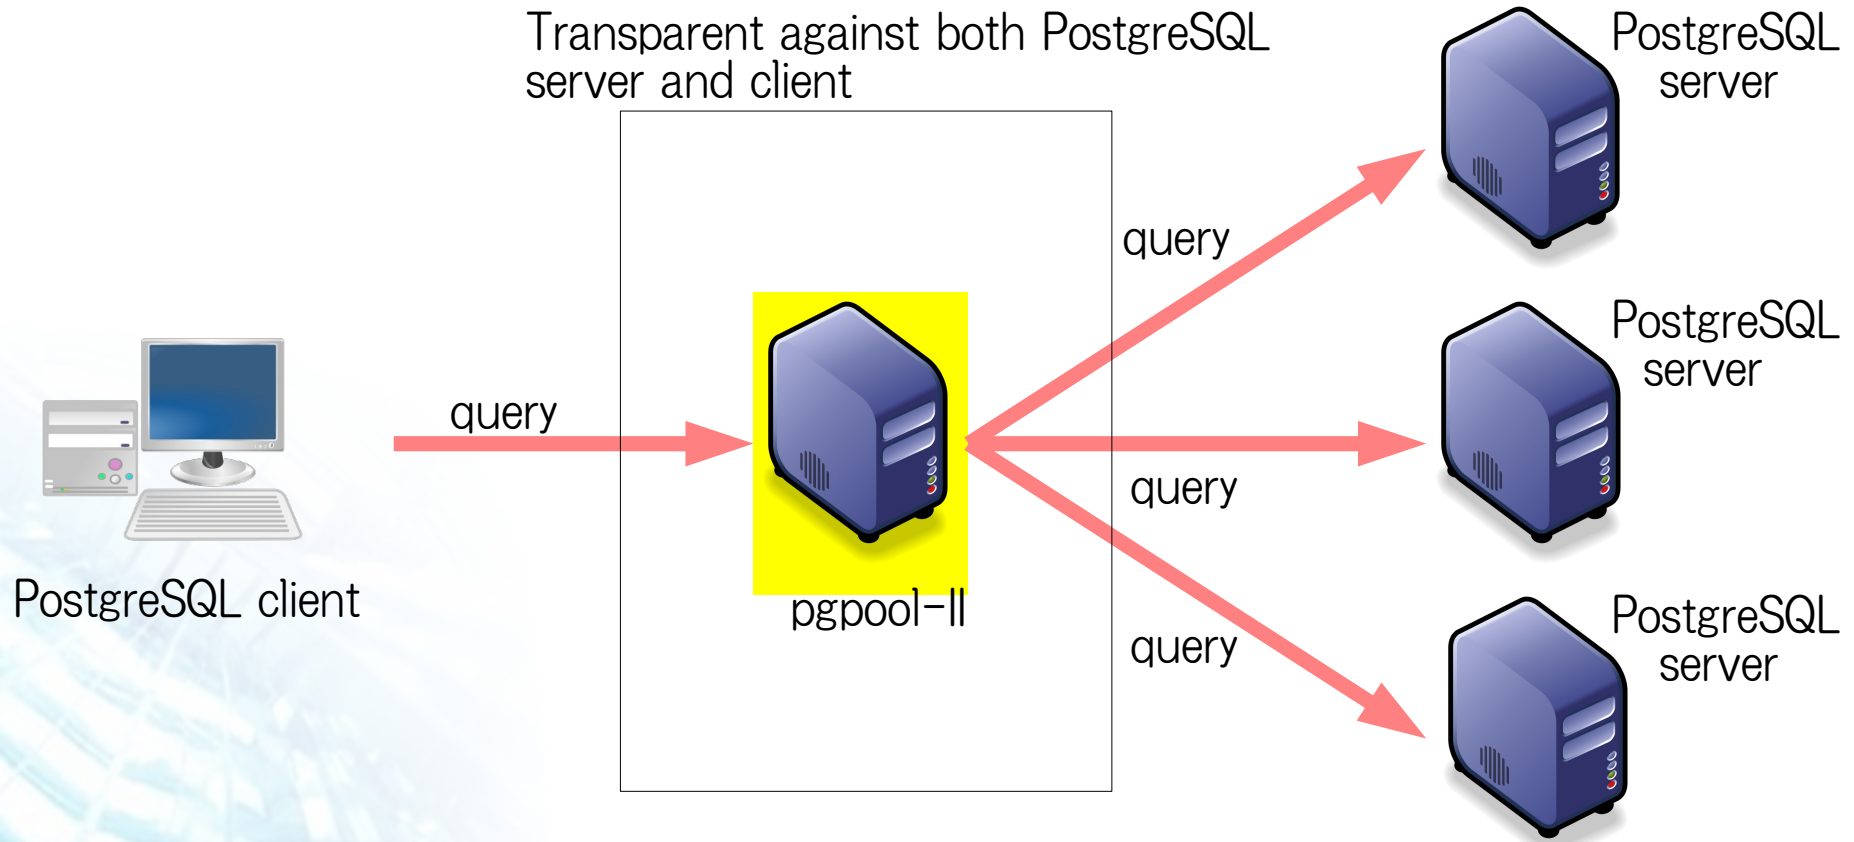 Transparent against both PostgreSQL
server and client
PostgreSQL
server
query
PostgreSQL
server
query
query
PostgreSQL client
pgpool-II
PostgreSQL
server
query